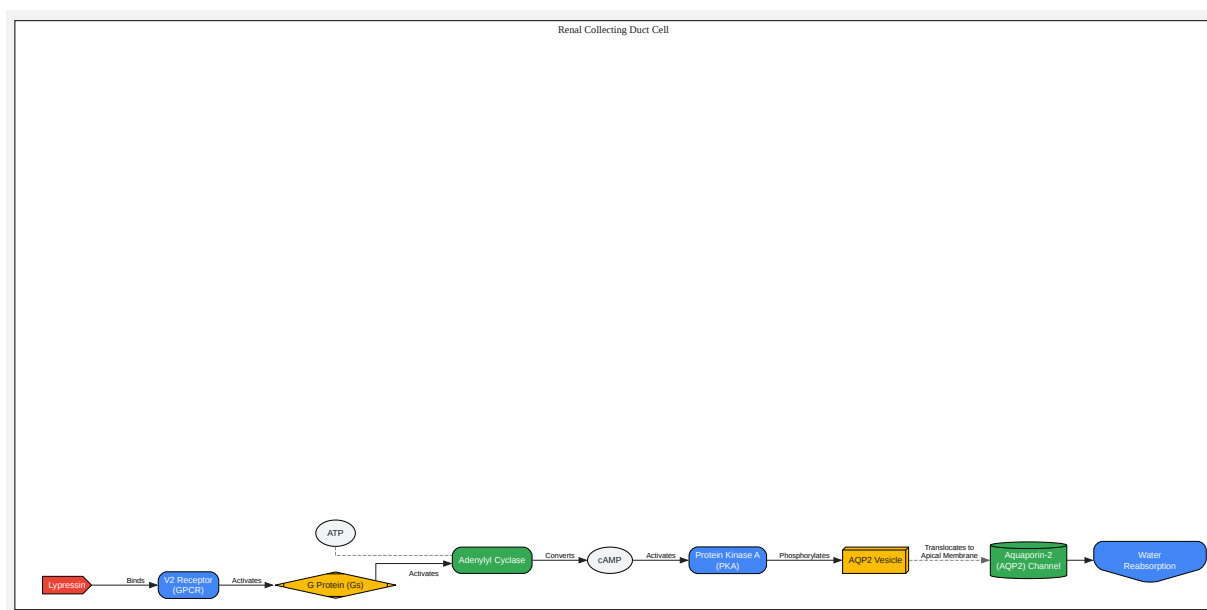 Renal Collecting Duct Cell
ATP
Lypressin
Binds
V2 Receptor
(GPCR)
Activates
G Protein (Gs)
Activates
Adenylyl Cyclase
Converts
cAMP
Activates
Protein Kinase A
(PKA)
Phosphorylates
AQP2 Vesicle
Translocates to
Apical Membrane
Aquaporin-2
(AQP2) Channel
Water
Reabsorption